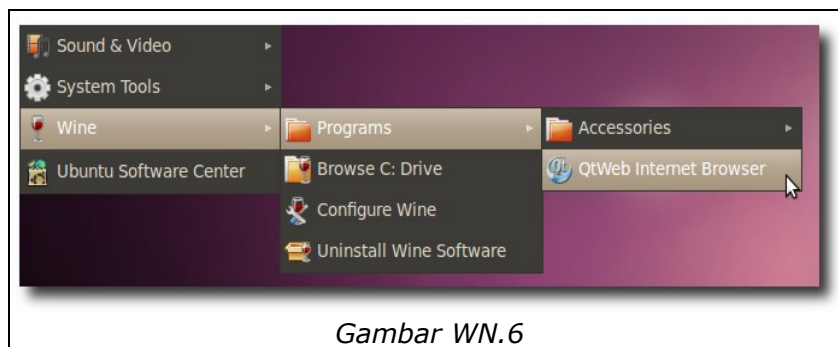 Sound & Video
System Tools
Wine
Ubuntu Software Center
Programs
Browse C: Drive
Configure Wine
Uninstall Wine Software
Accessories
QtWeb Internet Browser
Gambar WN.6